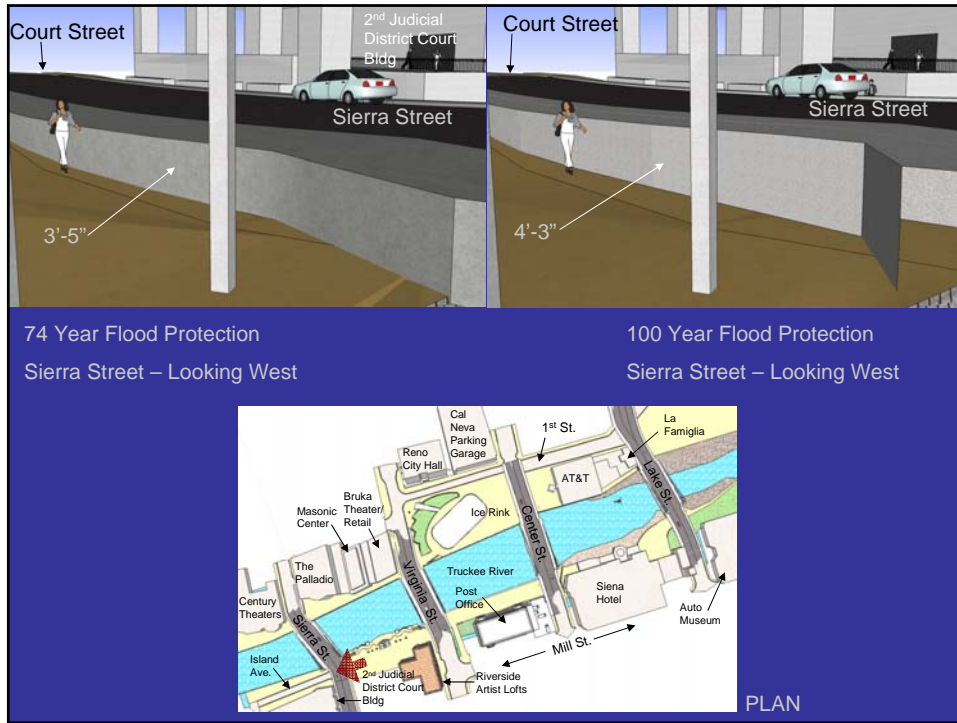 Court Street
2nd Judicial
District Court
Bldg
Sierra Street
3'-5"
Court Street
Sierra Street
4'-3"
74 Year Flood Protection
Sierra Street – Looking West
100 Year Flood Protection
Sierra Street – Looking West
Cal
Neva
Parking
Garage
1st St.
La
Famiglia
Reno
City Hall
AT&T
Lake St.
Bruka
Theater/
Retail
Masonic
Center
Ice Rink
Center St.
The
Palladio
Truckee River
Virginia St.
Post
Office
Siena
Hotel
Century
Theaters
Sierra St.
Auto
Museum
Mill St.
Island
Ave.
2nd Judicial
District Court
Bldg
Riverside
Artist Lofts
PLAN